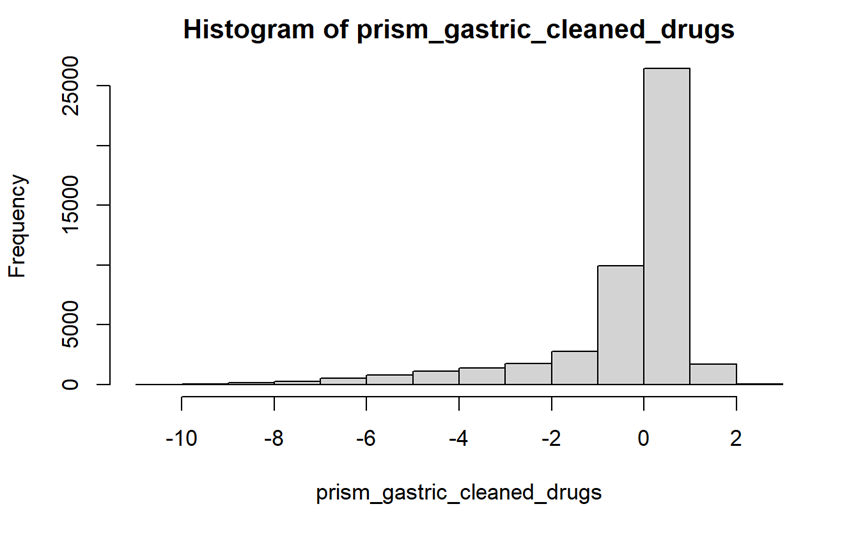 Histogram of prism_gastric_cleaned_drugs
Frequency
25000
15000
5000
0
-10 -8 -6 -4 -2 0 2
prism_gastric_cleaned_drugs